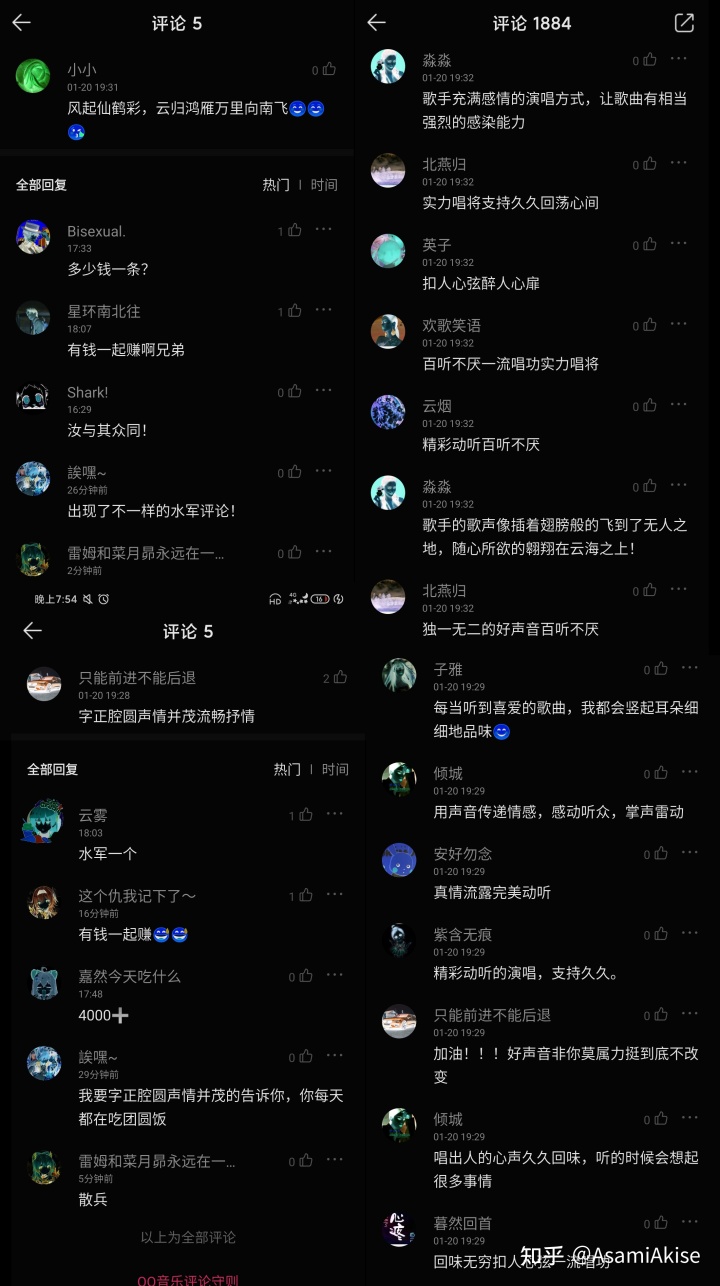 评论 5
小小
0
01-20 19:31
风起仙鹤彩，云归鸿雁万里向南飞
全部回复
热门 | 时间
Bisexual.
1
17:33
多少钱一条?
星环南北往
1
18:07
有钱一起赚啊兄弟
Shark!
0
16:29
汝与其众同!
誒嘿~
0
26分钟前
出现了不一样的水军评论!
雷姆和菜月昴永远在一...
0
2分钟前
晚上7:54
HD 4G 16
评论 5
只能前进不能后退
2
01-20 19:28
字正腔圆声情并茂流畅抒情
全部回复
热门 | 时间
云雾
1
18:03
水军一个
这个仇我记下了～
1
16分钟前
有钱一起赚
嘉然今天吃什么
0
17:48
4000➕
誒嘿~
0
29分钟前
我要字正腔圆声情并茂的告诉你，你每天
都在吃团圆饭
雷姆和菜月昴永远在一...
0
5分钟前
散兵
以上为全部评论
QQ音乐评论守则
评论 1884
淼淼
0
01-20 19:32
歌手充满感情的演唱方式，让歌曲有相当
强烈的感染能力
北燕归
0
01-20 19:32
实力唱将支持久久回荡心间
英子
0
01-20 19:32
扣人心弦醉人心扉
欢歌笑语
0
01-20 19:32
百听不厌一流唱功实力唱将
云烟
0
01-20 19:32
精彩动听百听不厌
淼淼
0
01-20 19:32
歌手的歌声像插着翅膀般的飞到了无人之
地，随心所欲的翱翔在云海之上!
北燕归
0
01-20 19:32
独一无二的好声音百听不厌
子雅
0
01-20 19:29
每当听到喜爱的歌曲，我都会竖起耳朵细
细地品味
倾城
0
01-20 19:29
用声音传递情感，感动听众，掌声雷动
安好勿念
0
01-20 19:29
真情流露完美动听
紫含无痕
0
01-20 19:29
精彩动听的演唱，支持久久。
只能前进不能后退
0
01-20 19:29
加油！！！好声音非你莫属力挺到底不改
变
倾城
0
01-20 19:29
唱出人的心声久久回味，听的时候会想起
很多事情
暮然回首
0
01-20 19:29
回味无穷扣人心弦一流唱功
知乎 @AsamiAkise